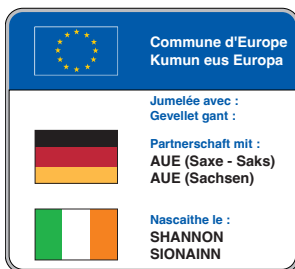 Commune d'Europe
Kumun eus Europa
Jumelée avec :
Gevellet gant :
Partnerschaft mit :
AUE (Saxe - Saks)
AUE (Sachsen)
Nascaithe le :
SHANNON
SIONAINN